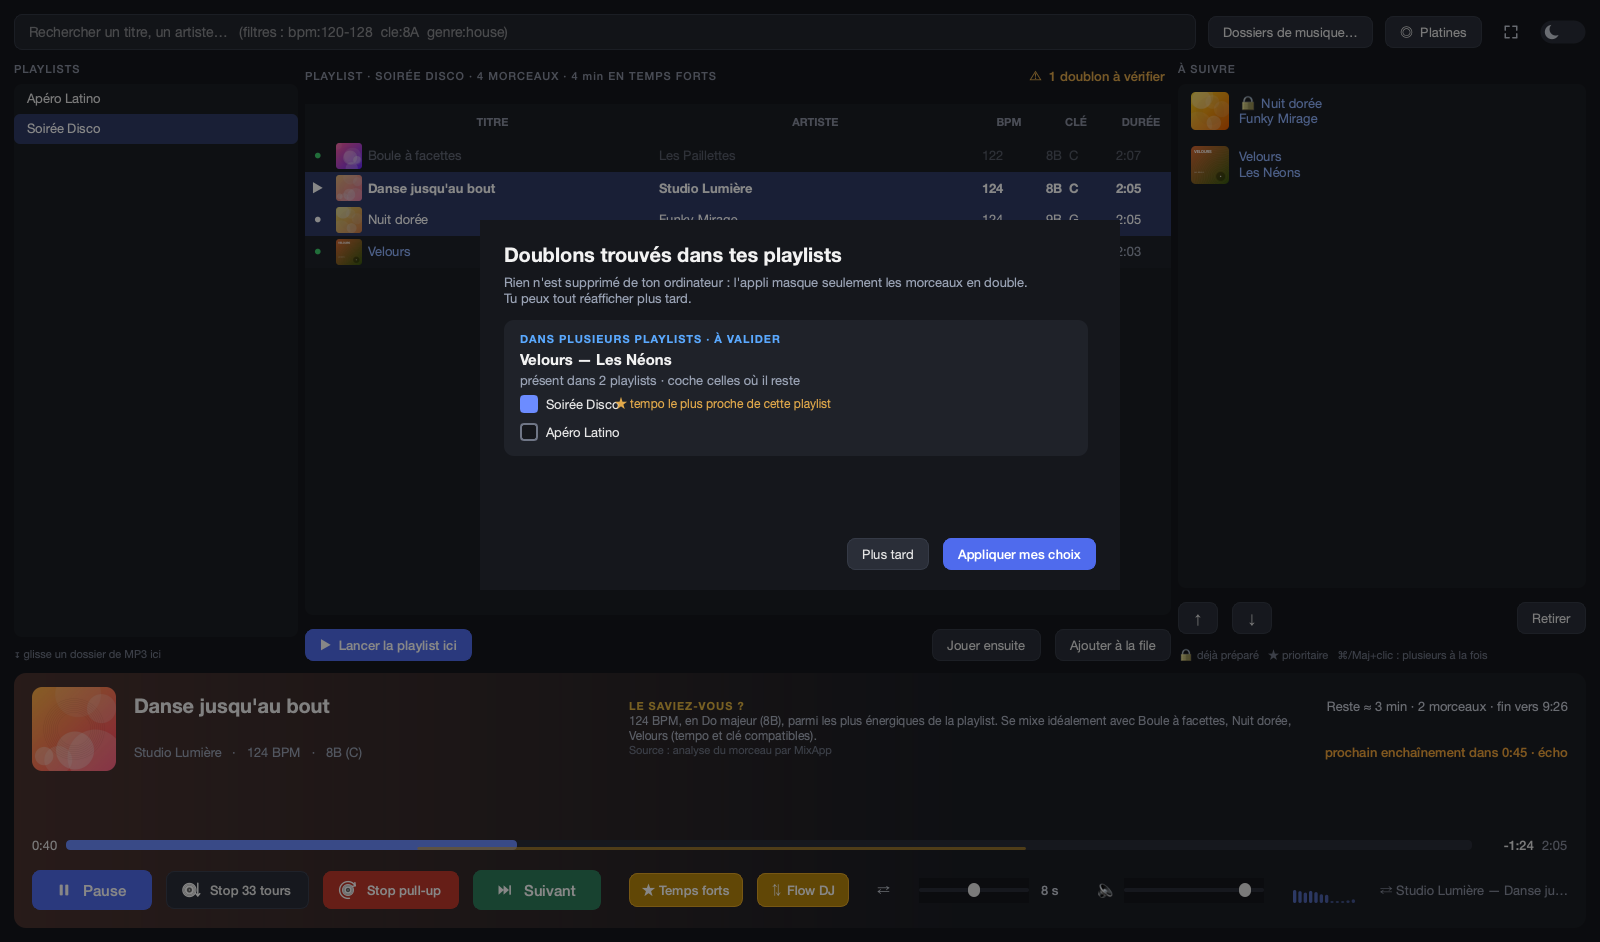 Rechercher un titre, un artiste… (filtres : bpm:120-128 cle:8A genre:house)
Dossiers de musique…
Platines
PLAYLISTS
Apéro Latino
Soirée Disco
PLAYLIST · SOIRÉE DISCO · 4 MORCEAUX · 4 min EN TEMPS FORTS
⚠ 1 doublon à vérifier
TITRE ARTISTE BPM CLÉ DURÉE
Boule à facettes Les Paillettes 122 8B C 2:07
Danse jusqu'au bout Studio Lumière 124 8B C 2:05
Nuit dorée Funky Mirage 124 9B G 2:05
Velours 2:03
À SUIVRE
🔒 Nuit dorée
Funky Mirage
Velours
Les Néons
Doublons trouvés dans tes playlists
Rien n'est supprimé de ton ordinateur : l'appli masque seulement les morceaux en double.
Tu peux tout réafficher plus tard.
DANS PLUSIEURS PLAYLISTS · À VALIDER
Velours — Les Néons
présent dans 2 playlists · coche celles où il reste
Soirée Disco ★ tempo le plus proche de cette playlist
Apéro Latino
Plus tard
Appliquer mes choix
↑ ↓ Retirer
↧ glisse un dossier de MP3 ici
▶ Lancer la playlist ici
Jouer ensuite
Ajouter à la file
🔒 déjà préparé ★ prioritaire ⌘/Maj+clic : plusieurs à la fois
Danse jusqu'au bout
Studio Lumière · 124 BPM · 8B (C)
LE SAVIEZ-VOUS ?
124 BPM, en Do majeur (8B), parmi les plus énergiques de la playlist. Se mixe idéalement avec Boule à facettes, Nuit dorée,
Velours (tempo et clé compatibles).
Source : analyse du morceau par MixApp
Reste ≈ 3 min · 2 morceaux · fin vers 9:26
prochain enchaînement dans 0:45 · écho
0:40 -1:24 2:05
Pause
Stop 33 tours
Stop pull-up
Suivant
★ Temps forts
⇅ Flow DJ
⇄
8 s
⇄ Studio Lumière — Danse ju…